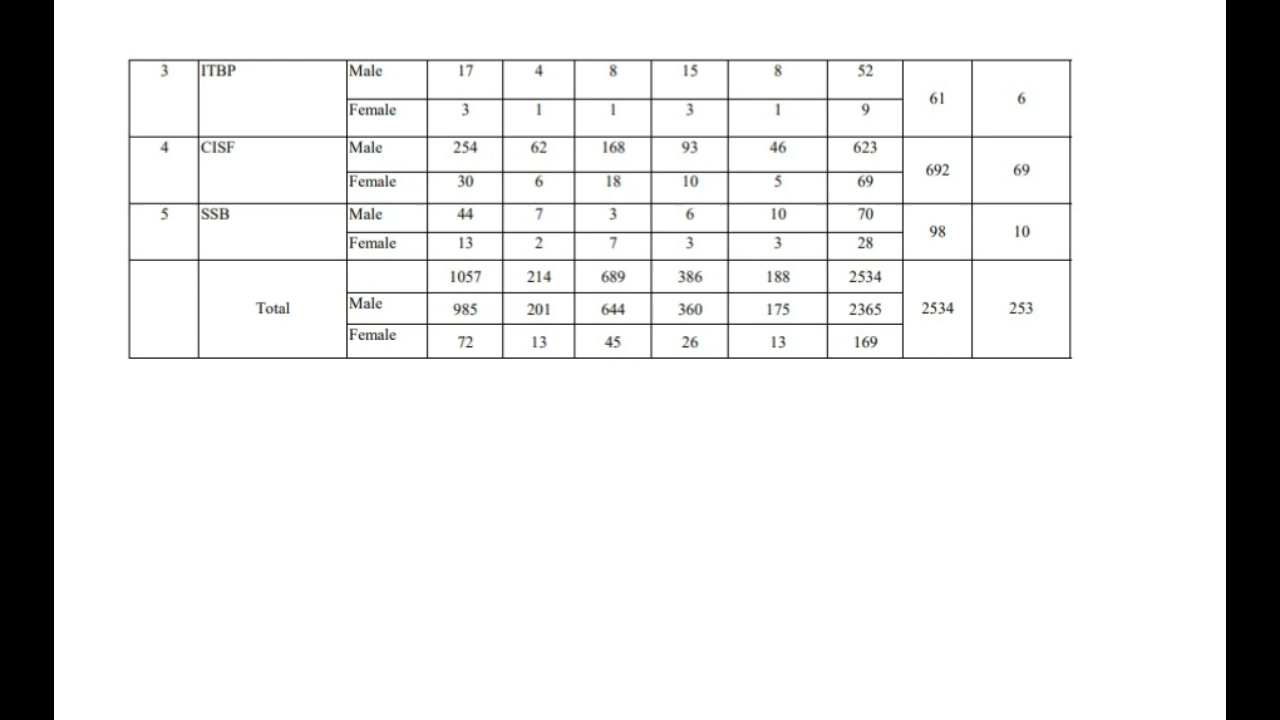 3 ITBP Male 17 4 8 15 8 52 61 6
Female 3 1 1 3 1 9
4 CISF Male 254 62 168 93 46 623 692 69
Female 30 6 18 10 5 69
5 SSB Male 44 7 3 6 10 70 98 10
Female 13 2 7 3 3 28
Total 1057 214 689 386 188 2534 2534 253
Male 985 201 644 360 175 2365
Female 72 13 45 26 13 169